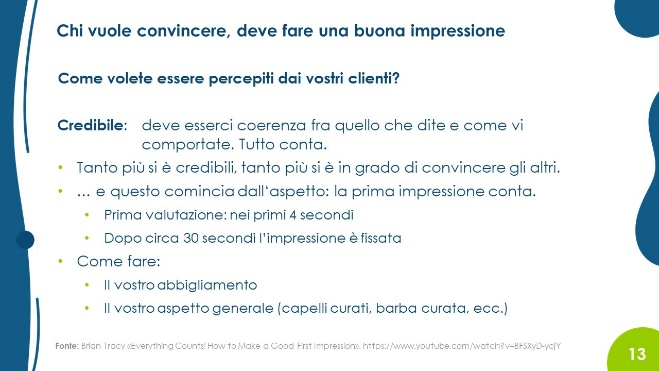 Chi vuole convincere, deve fare una buona impressione
Come volete essere percepiti dai vostri clienti?
Credibile: deve esserci coerenza fra quello che dite e come vi
comportate. Tutto conta.
• Tanto più si è credibili, tanto più si è in grado di convincere gli altri.
• … e questo comincia dall'aspetto: la prima impressione conta.
• Prima valutazione: nei primi 4 secondi
• Dopo circa 30 secondi l'impressione è fissata
• Come fare:
• Il vostro abbigliamento
• Il vostro aspetto generale (capelli curati, barba curata, ecc.)
Fonte: Brian Tracy «Everything Counts! How to Make a Good First Impression», https://www.youtube.com/watch?v=BFSXyD-ycjY
13